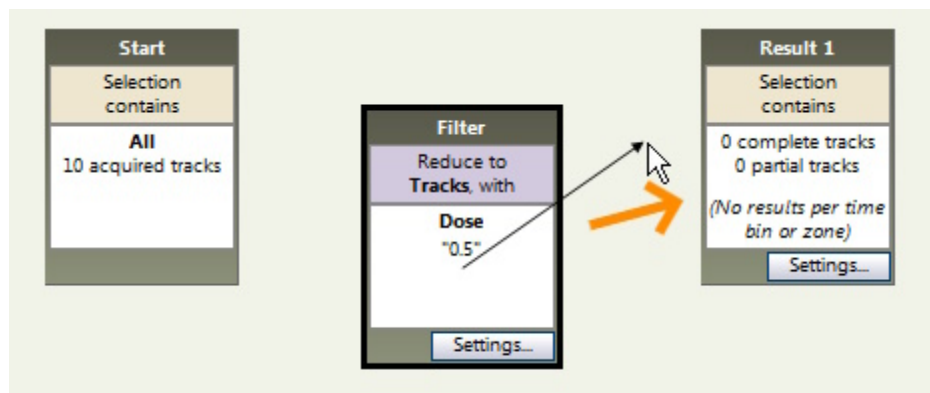 Start
Selection
contains
All
10 acquired tracks
Filter
Reduce to
Tracks, with
Dose
"0.5"
Settings...
Result 1
Selection
contains
0 complete tracks
0 partial tracks
(No results per time
bin or zone)
Settings...